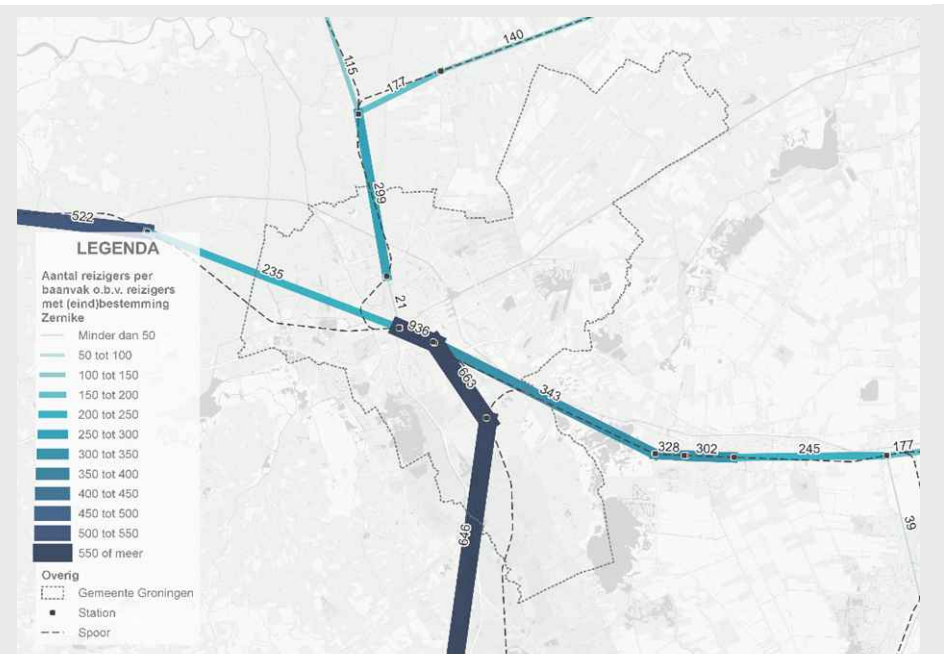 140
115
177
299
522
235
21
936
663
343
328
302
245
177
39
646
LEGENDA
Aantal reizigers per
baanvak o.b.v. reizigers
met (eind)bestemming
Zernike
Minder dan 50
50 tot 100
100 tot 150
150 tot 200
200 tot 250
250 tot 300
300 tot 350
350 tot 400
400 tot 450
450 tot 500
500 tot 550
550 of meer
Overig
Gemeente Groningen
Station
Spoor